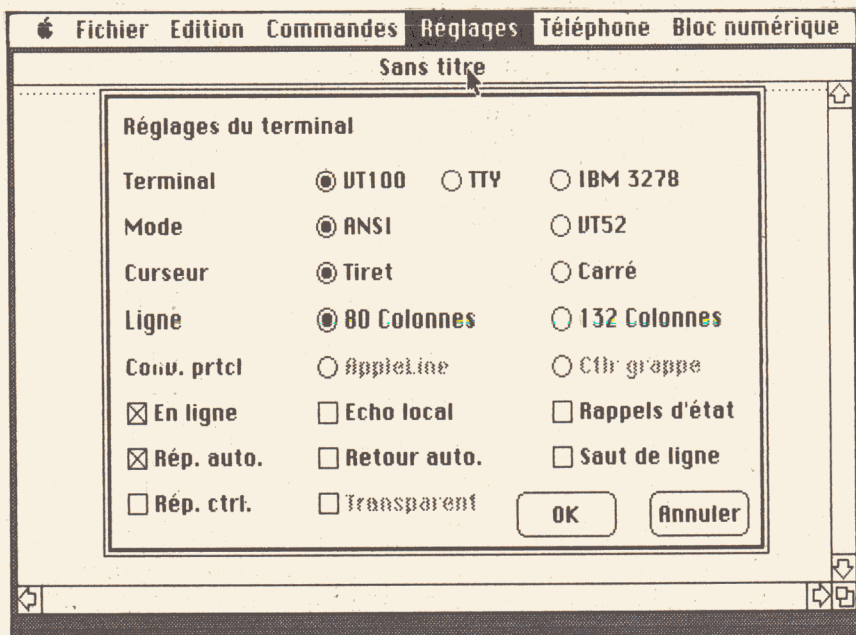 Fichier Edition Commandes Réglages Téléphone Bloc numérique
Sans titre
Réglages du terminal
Terminal VT100 TTY IBM 3278
Mode ANSI VT52
Curseur Tiret Carré
Ligne 80 Colonnes 132 Colonnes
Conv. prtcl AppleLine Ctlr grappe
En ligne Echo local Rappels d'état
Rép. auto. Retour auto. Saut de ligne
Rép. ctrl. Transparent OK Annuler